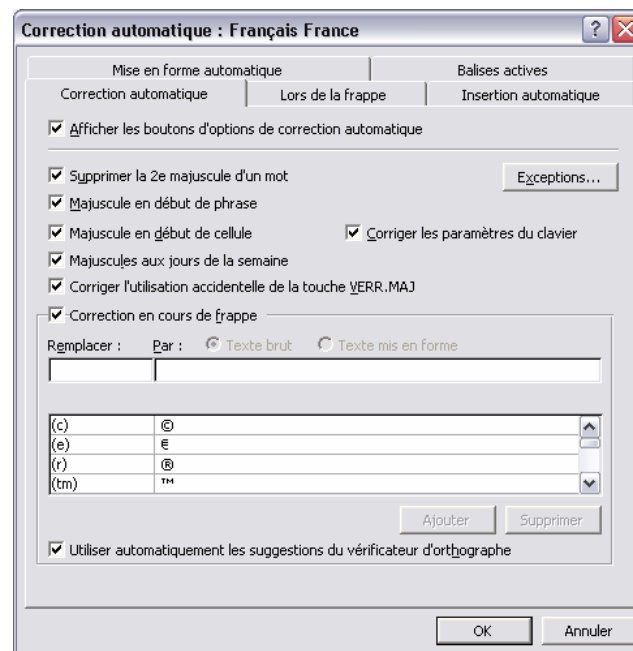 Correction automatique : Français France
Mise en forme automatique Balises actives
Correction automatique Lors de la frappe Insertion automatique
Afficher les boutons d'options de correction automatique
Supprimer la 2e majuscule d'un mot Exceptions...
Majuscule en début de phrase
Majuscule en début de cellule Corriger les paramètres du clavier
Majuscules aux jours de la semaine
Corriger l'utilisation accidentelle de la touche VERR.MAJ
Correction en cours de frappe
Remplacer : Par : Texte brut Texte mis en forme
(c) ©
(e) €
(r) ®
(tm) ™
Ajouter Supprimer
Utiliser automatiquement les suggestions du vérificateur d'orthographe
OK Annuler